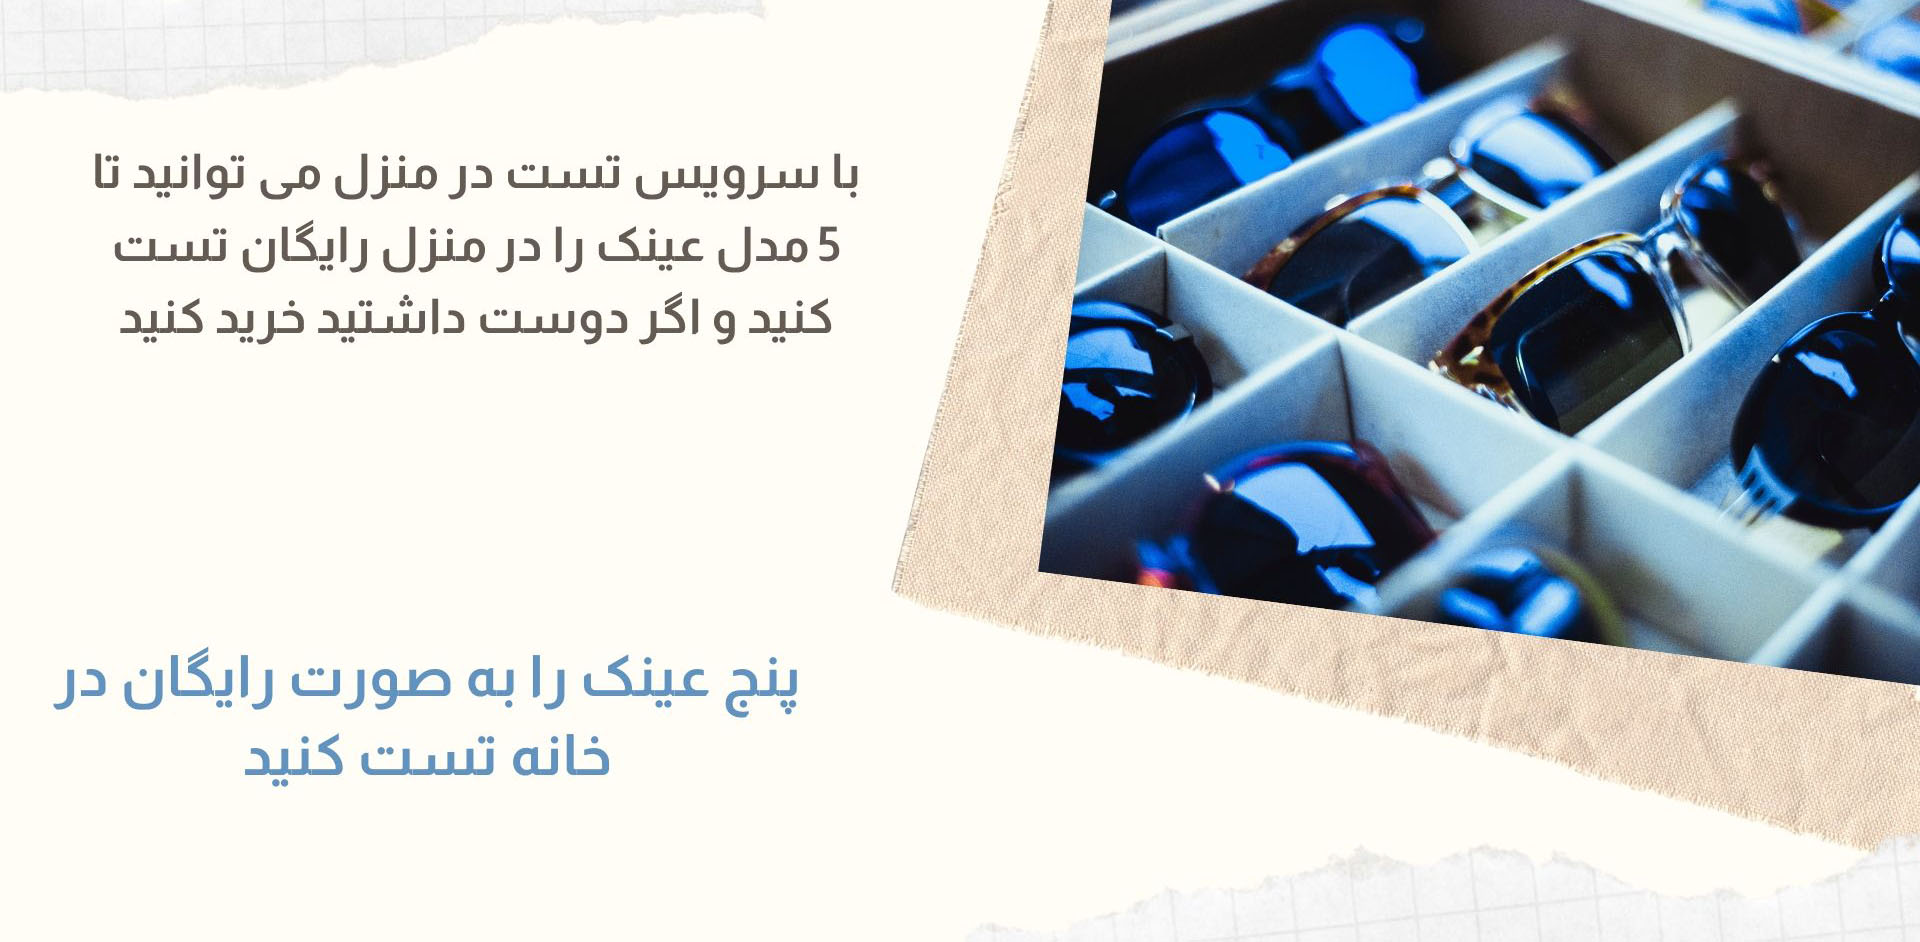 با سرویس تست در منزل می توانید تا
5 مدل عینک را در منزل رایگان تست
کنید و اگر دوست داشتید خرید کنید
پنج عینک را به صورت رایگان در
خانه تست کنید